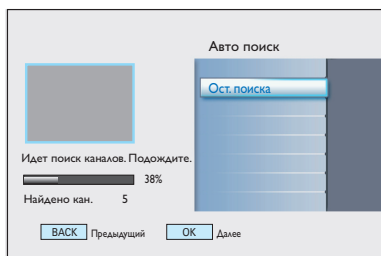 Авто поиск
Ост. поиска
Идет поиск каналов. Подождите.
38%
Найдено кан. 5
BACK Предыдущий OK Далее